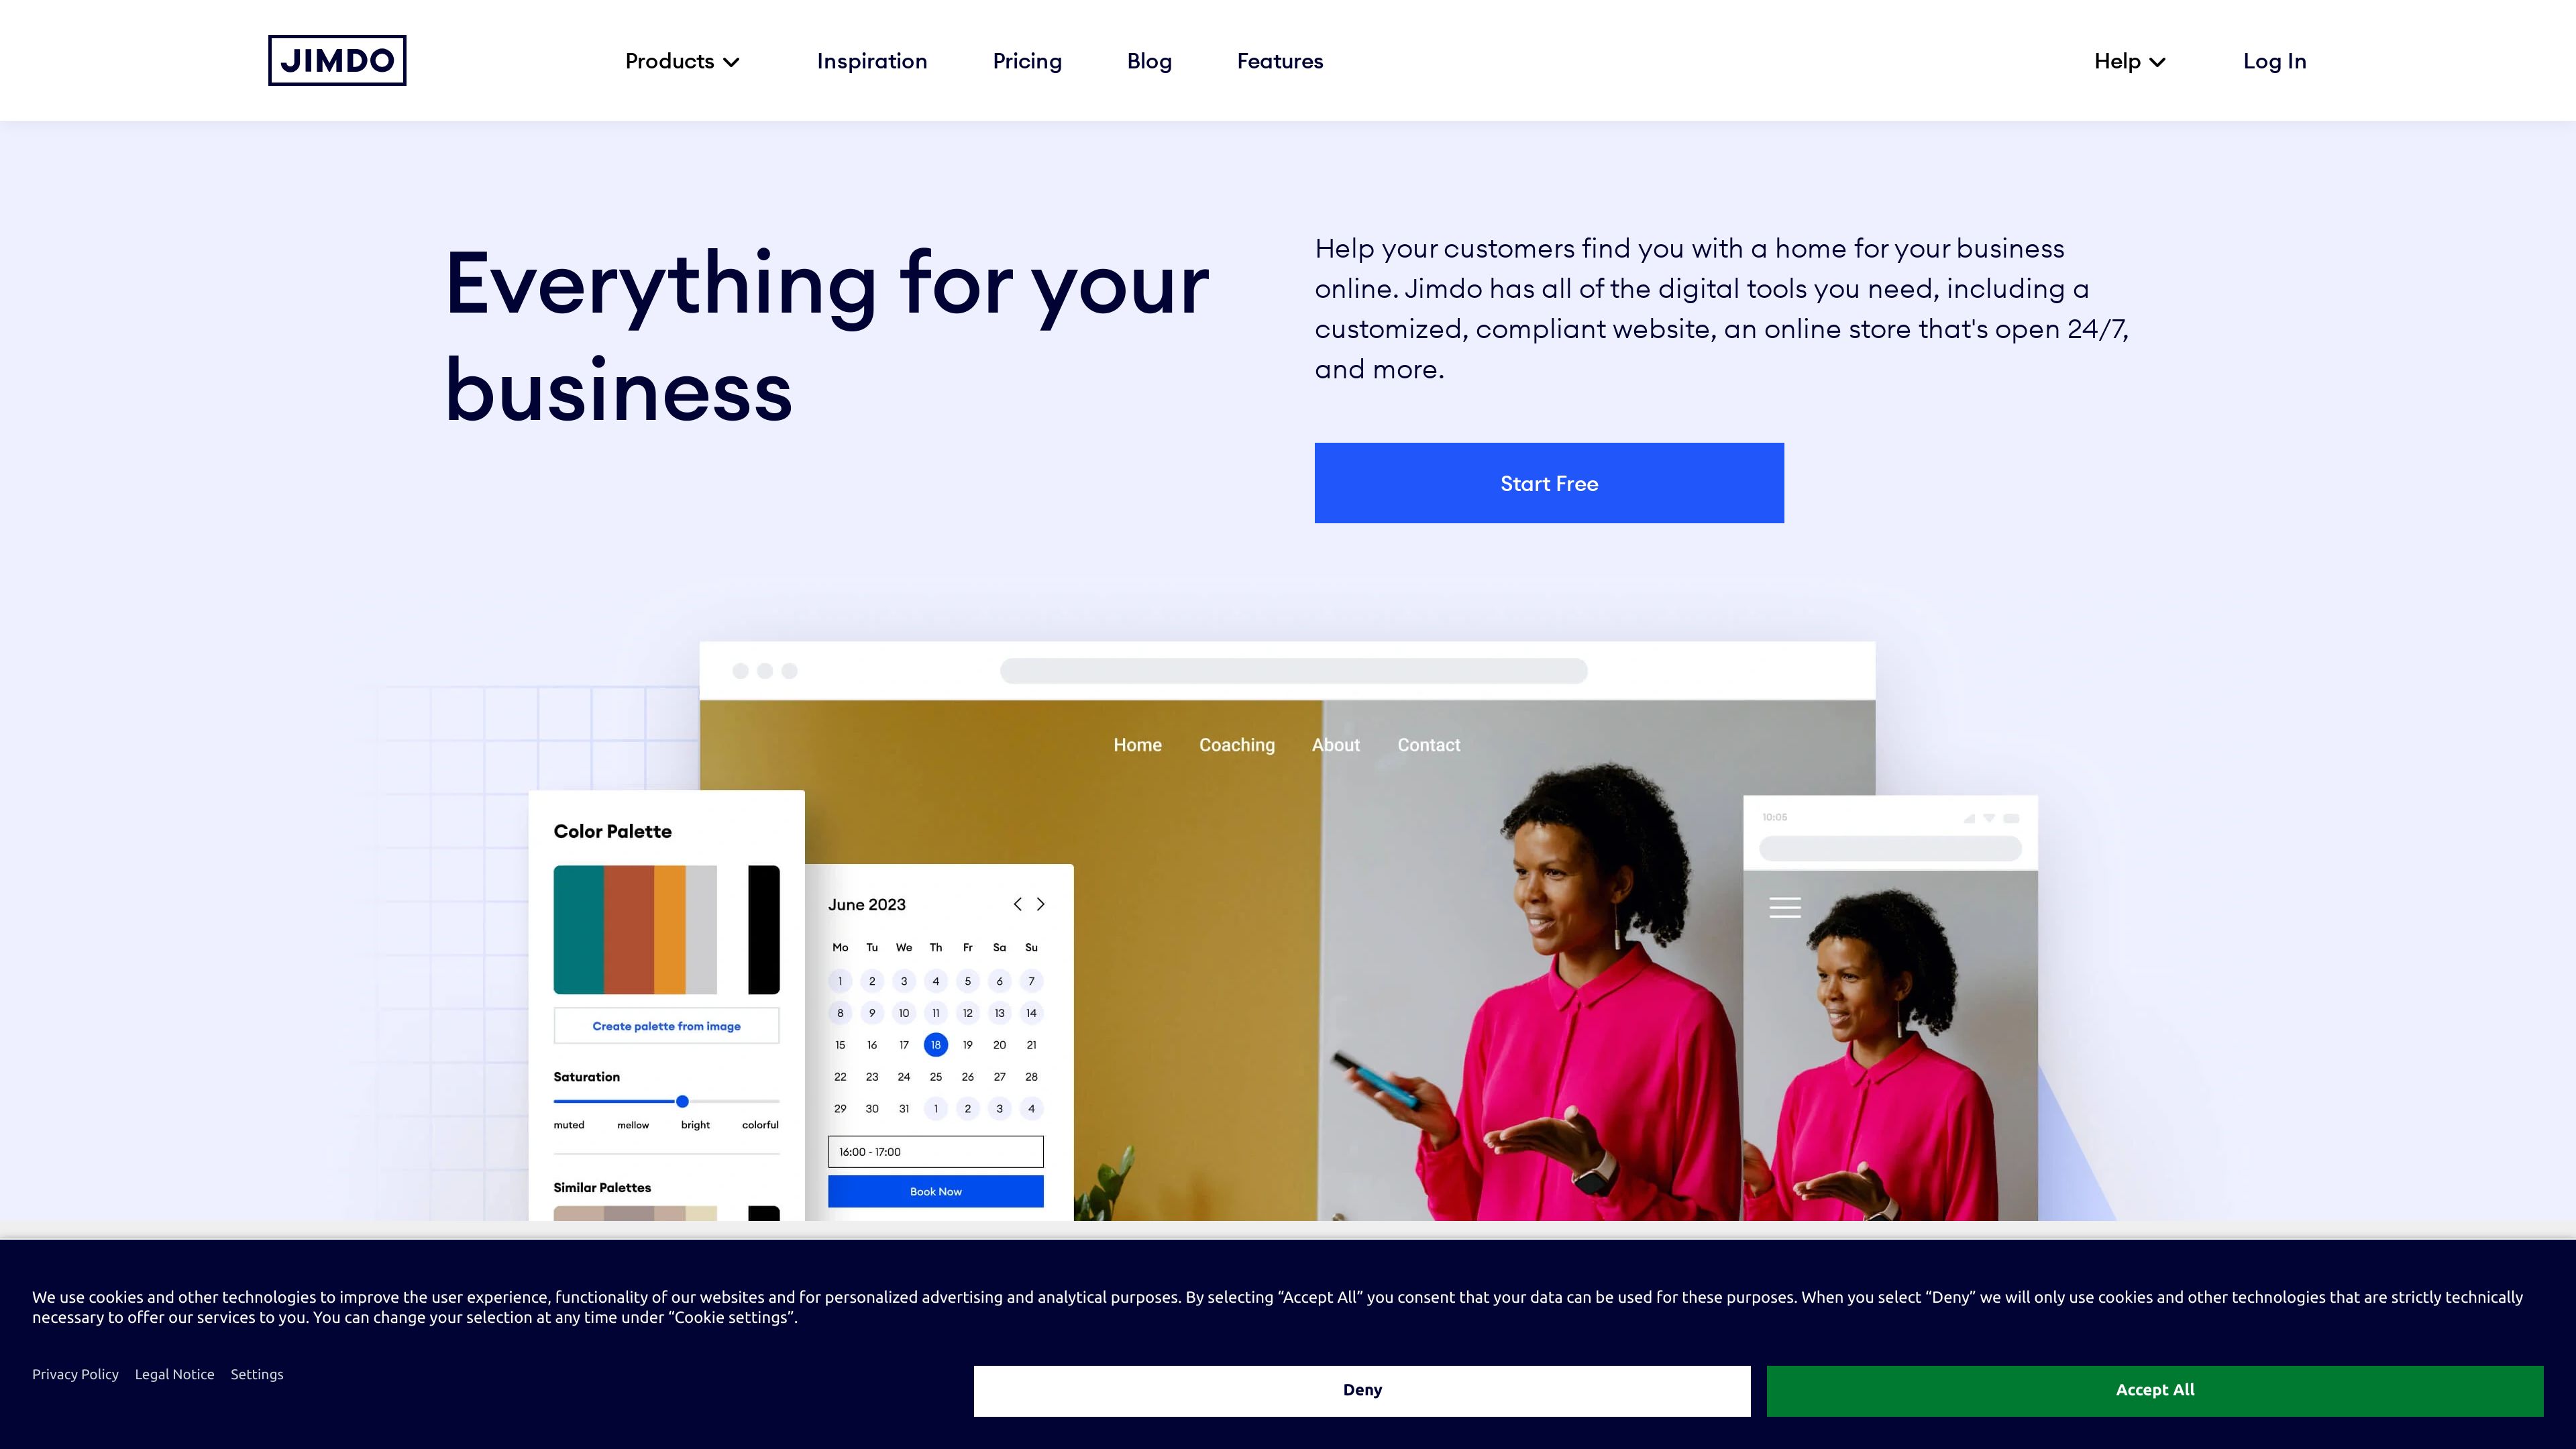 JIMDO
Products
Inspiration
Pricing
Blog
Features
Help
Log In
Everything for your
business
Help your customers find you with a home for your business
online. Jimdo has all of the digital tools you need, including a
customized, compliant website, an online store that's open 24/7,
and more.
Start Free
Home Coaching About Contact
Color Palette
Create palette from image
Saturation
muted mellow bright colorful
Similar Palettes
June 2023
Mo Tu We Th Fr Sa Su
1 2 3 4 5 6 7
8 9 10 11 12 13 14
15 16 17 18 19 20 21
22 23 24 25 26 27 28
29 30 31 1 2 3 4
16:00 - 17:00
Book Now
10:05
We use cookies and other technologies to improve the user experience, functionality of our websites and for personalized advertising and analytical purposes. By selecting “Accept All” you consent that your data can be used for these purposes. When you select “Deny” we will only use cookies and other technologies that are strictly technically
necessary to offer our services to you. You can change your selection at any time under “Cookie settings”.
Privacy Policy
Legal Notice
Settings
Deny
Accept All